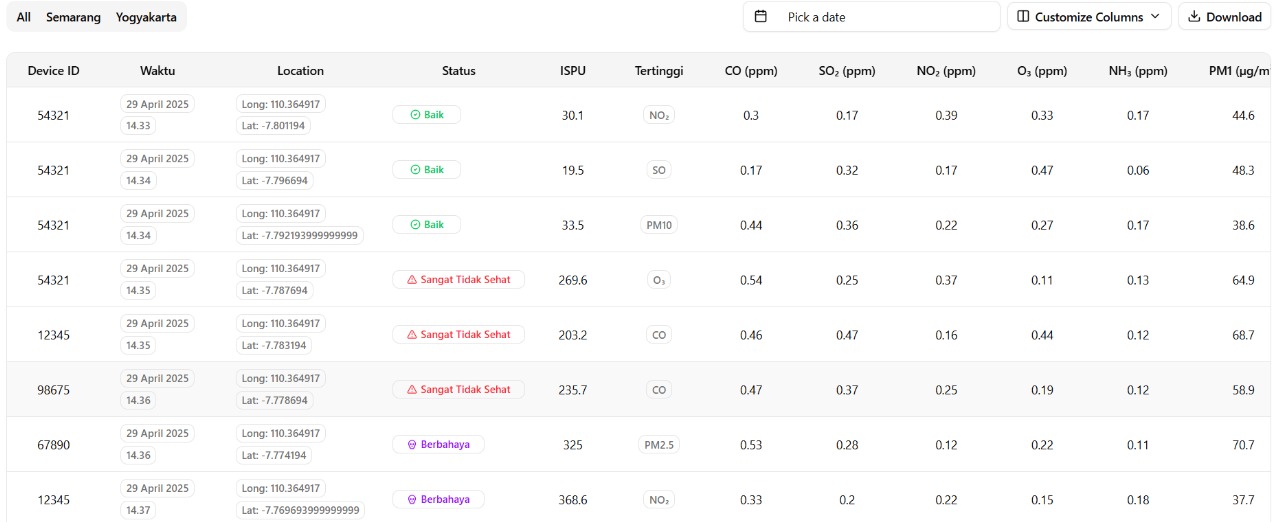 All Semarang Yogyakarta Pick a date Customize Columns Download
Device ID Waktu Location Status ISPU Tertinggi CO (ppm) SO₂ (ppm) NO₂ (ppm) O₃ (ppm) NH₃ (ppm) PM1 (μg/m
29 April 2025 Long: 110.364917
54321 Baik 30.1 NO₂ 0.3 0.17 0.39 0.33 0.17 44.6
14.33 Lat: -7.801194
29 April 2025 Long: 110.364917
54321 Baik 19.5 SO 0.17 0.32 0.17 0.47 0.06 48.3
14.34 Lat: -7.796694
29 April 2025 Long: 110.364917
54321 Baik 33.5 PM10 0.44 0.36 0.22 0.27 0.17 38.6
14.34 Lat: -7.792193999999999
29 April 2025 Long: 110.364917
54321 Sangat Tidak Sehat 269.6 O₃ 0.54 0.25 0.37 0.11 0.13 64.9
14.35 Lat: -7.787694
29 April 2025 Long: 110.364917
12345 Sangat Tidak Sehat 203.2 CO 0.46 0.47 0.16 0.44 0.12 68.7
14.35 Lat: -7.783194
29 April 2025 Long: 110.364917
98675 Sangat Tidak Sehat 235.7 CO 0.47 0.37 0.25 0.19 0.12 58.9
14.36 Lat: -7.778694
29 April 2025 Long: 110.364917
67890 Berbahaya 325 PM2.5 0.53 0.28 0.12 0.22 0.11 70.7
14.36 Lat: -7.774194
29 April 2025 Long: 110.364917
12345 Berbahaya 368.6 NO₂ 0.33 0.2 0.22 0.15 0.18 37.7
14.37 Lat: -7.769693999999999